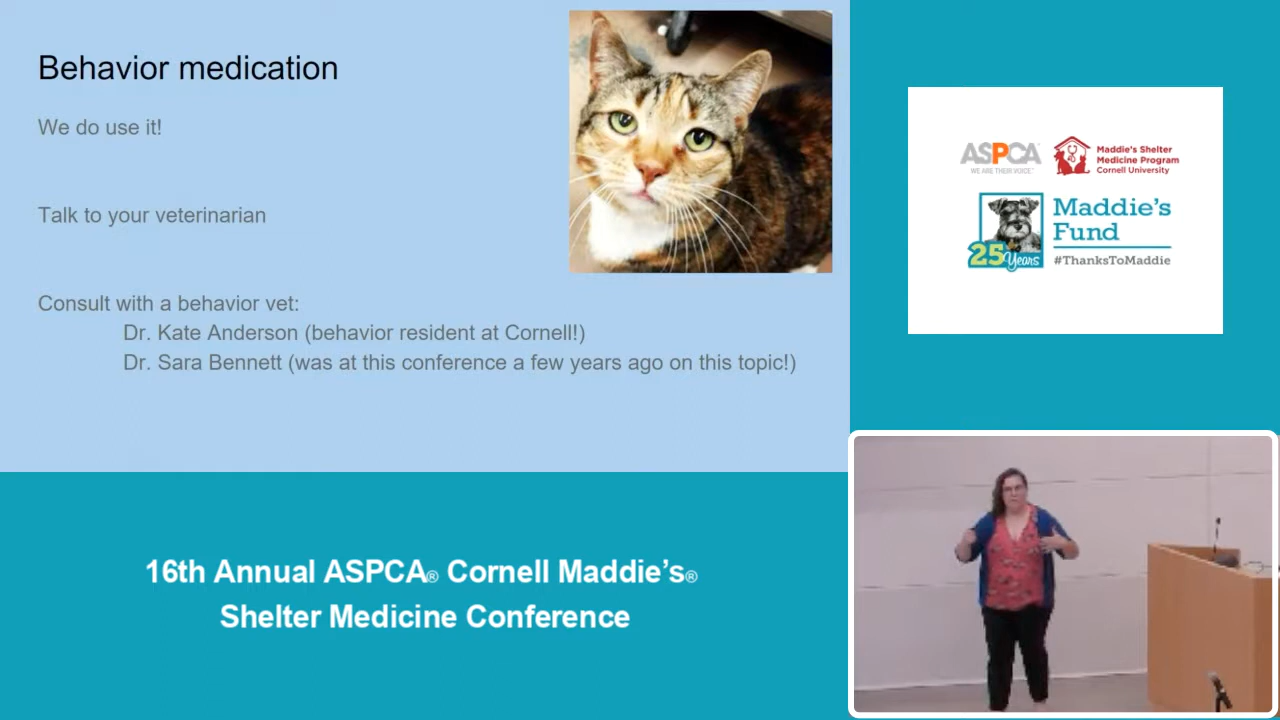 Behavior medication
We do use it!
Talk to your veterinarian
Consult with a behavior vet:
Dr. Kate Anderson (behavior resident at Cornell!)
Dr. Sara Bennett (was at this conference a few years ago on this topic!)
ASPCA
WE ARE THEIR VOICE.
Maddie's Shelter
Medicine Program
Cornell University
25 Years
Maddie's
Fund
#ThanksToMaddie
16th Annual ASPCA® Cornell Maddie's®
Shelter Medicine Conference